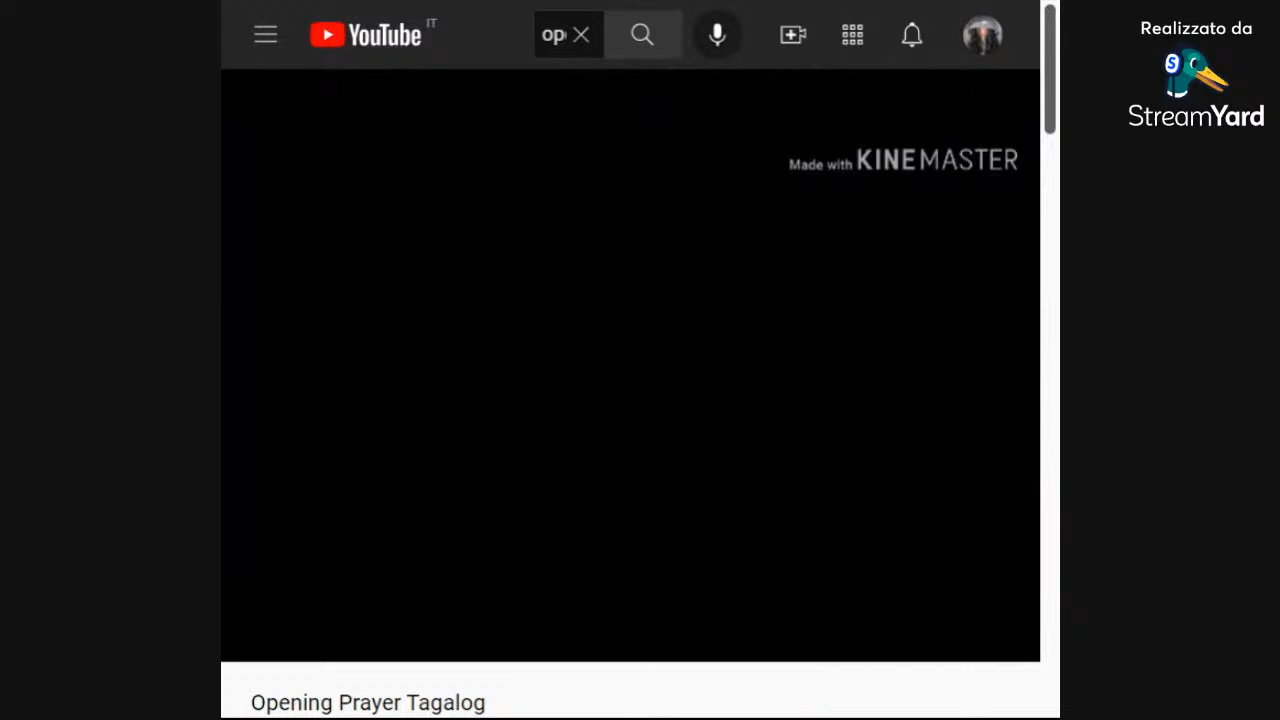 YouTube IT
op
Made with KINEMASTER
Opening Prayer Tagalog
Realizzato da
S
StreamYard